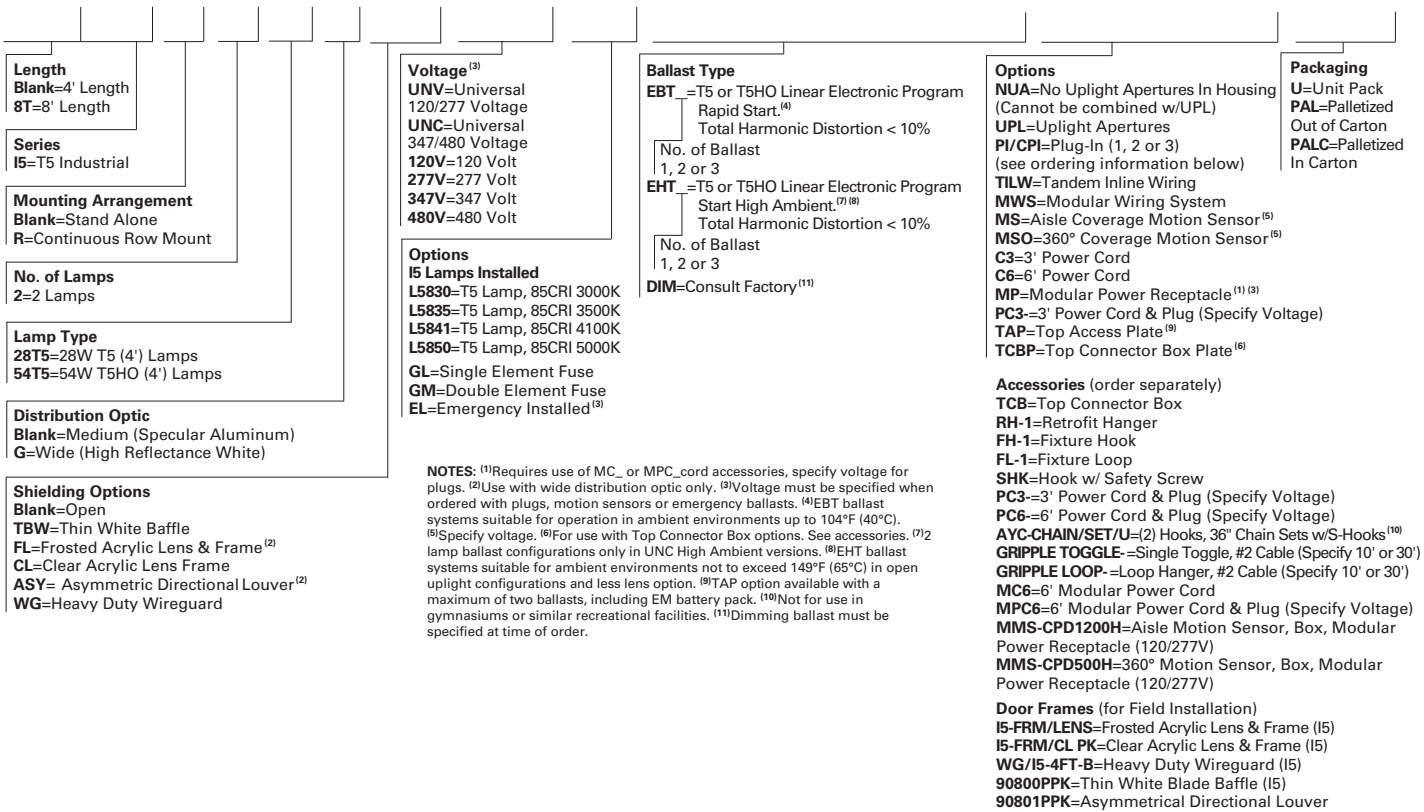 Length
Blank=4' Length
8T=8' Length
Series
I5=T5 Industrial
Mounting Arrangement
Blank=Stand Alone
R=Continuous Row Mount
No. of Lamps
2=2 Lamps
Lamp Type
28T5=28W T5 (4') Lamps
54T5=54W T5HO (4') Lamps
Distribution Optic
Blank=Medium (Specular Aluminum)
G=Wide (High Reflectance White)
Shielding Options
Blank=Open
TBW=Thin White Baffle
FL=Frosted Acrylic Lens & Frame (2)
CL=Clear Acrylic Lens Frame
ASY= Asymmetric Directional Louver (2)
WG=Heavy Duty Wireguard
Voltage (3)
UNV=Universal
120/277 Voltage
UNC=Universal
347/480 Voltage
120V=120 Volt
277V=277 Volt
347V=347 Volt
480V=480 Volt
Options
I5 Lamps Installed
L5830=T5 Lamp, 85CRI 3000K
L5835=T5 Lamp, 85CRI 3500K
L5841=T5 Lamp, 85CRI 4100K
L5850=T5 Lamp, 85CRI 5000K
GL=Single Element Fuse
GM=Double Element Fuse
EL=Emergency Installed (3)
Ballast Type
EBT_=T5 or T5HO Linear Electronic Program
Rapid Start. (4)
Total Harmonic Distortion < 10%
No. of Ballast
1, 2 or 3
EHT_=T5 or T5HO Linear Electronic Program
Start High Ambient. (7) (8)
Total Harmonic Distortion < 10%
No. of Ballast
1, 2 or 3
DIM=Consult Factory (11)
NOTES: (1)Requires use of MC_ or MPC_cord accessories, specify voltage for
plugs. (2)Use with wide distribution optic only. (3)Voltage must be specified when
ordered with plugs, motion sensors or emergency ballasts. (4)EBT ballast
systems suitable for operation in ambient environments up to 104°F (40°C).
(5)Specify voltage. (6)For use with Top Connector Box options. See accessories. (7)2
lamp ballast configurations only in UNC High Ambient versions. (8)EHT ballast
systems suitable for ambient environments not to exceed 149°F (65°C) in open
uplight configurations and less lens option. (9)TAP option available with a
maximum of two ballasts, including EM battery pack. (10)Not for use in
gymnasiums or similar recreational facilities. (11)Dimming ballast must be
specified at time of order.
Options
NUA=No Uplight Apertures In Housing
(Cannot be combined w/UPL)
UPL=Uplight Apertures
PI/CPI=Plug-In (1, 2 or 3)
(see ordering information below)
TILW=Tandem Inline Wiring
MWS=Modular Wiring System
MS=Aisle Coverage Motion Sensor (5)
MSO=360° Coverage Motion Sensor (5)
C3=3' Power Cord
C6=6' Power Cord
MP=Modular Power Receptacle (1) (3)
PC3-=3' Power Cord & Plug (Specify Voltage)
TAP=Top Access Plate (9)
TCBP=Top Connector Box Plate (6)
Accessories (order separately)
TCB=Top Connector Box
RH-1=Retrofit Hanger
FH-1=Fixture Hook
FL-1=Fixture Loop
SHK=Hook w/ Safety Screw
PC3-=3' Power Cord & Plug (Specify Voltage)
PC6-=6' Power Cord & Plug (Specify Voltage)
AYC-CHAIN/SET/U=(2) Hooks, 36" Chain Sets w/S-Hooks (10)
GRIPPLE TOGGLE- =Single Toggle, #2 Cable (Specify 10' or 30')
GRIPPLE LOOP- =Loop Hanger, #2 Cable (Specify 10' or 30')
MC6=6' Modular Power Cord
MPC6=6' Modular Power Cord & Plug (Specify Voltage)
MMS-CPD1200H=Aisle Motion Sensor, Box, Modular
Power Receptacle (120/277V)
MMS-CPD500H=360° Motion Sensor, Box, Modular
Power Receptacle (120/277V)
Door Frames (for Field Installation)
I5-FRM/LENS=Frosted Acrylic Lens & Frame (I5)
I5-FRM/CL PK=Clear Acrylic Lens & Frame (I5)
WG/I5-4FT-B=Heavy Duty Wireguard (I5)
90800PPK=Thin White Blade Baffle (I5)
90801PPK=Asymmetrical Directional Louver
Packaging
U=Unit Pack
PAL=Palletized
Out of Carton
PALC=Palletized
In Carton